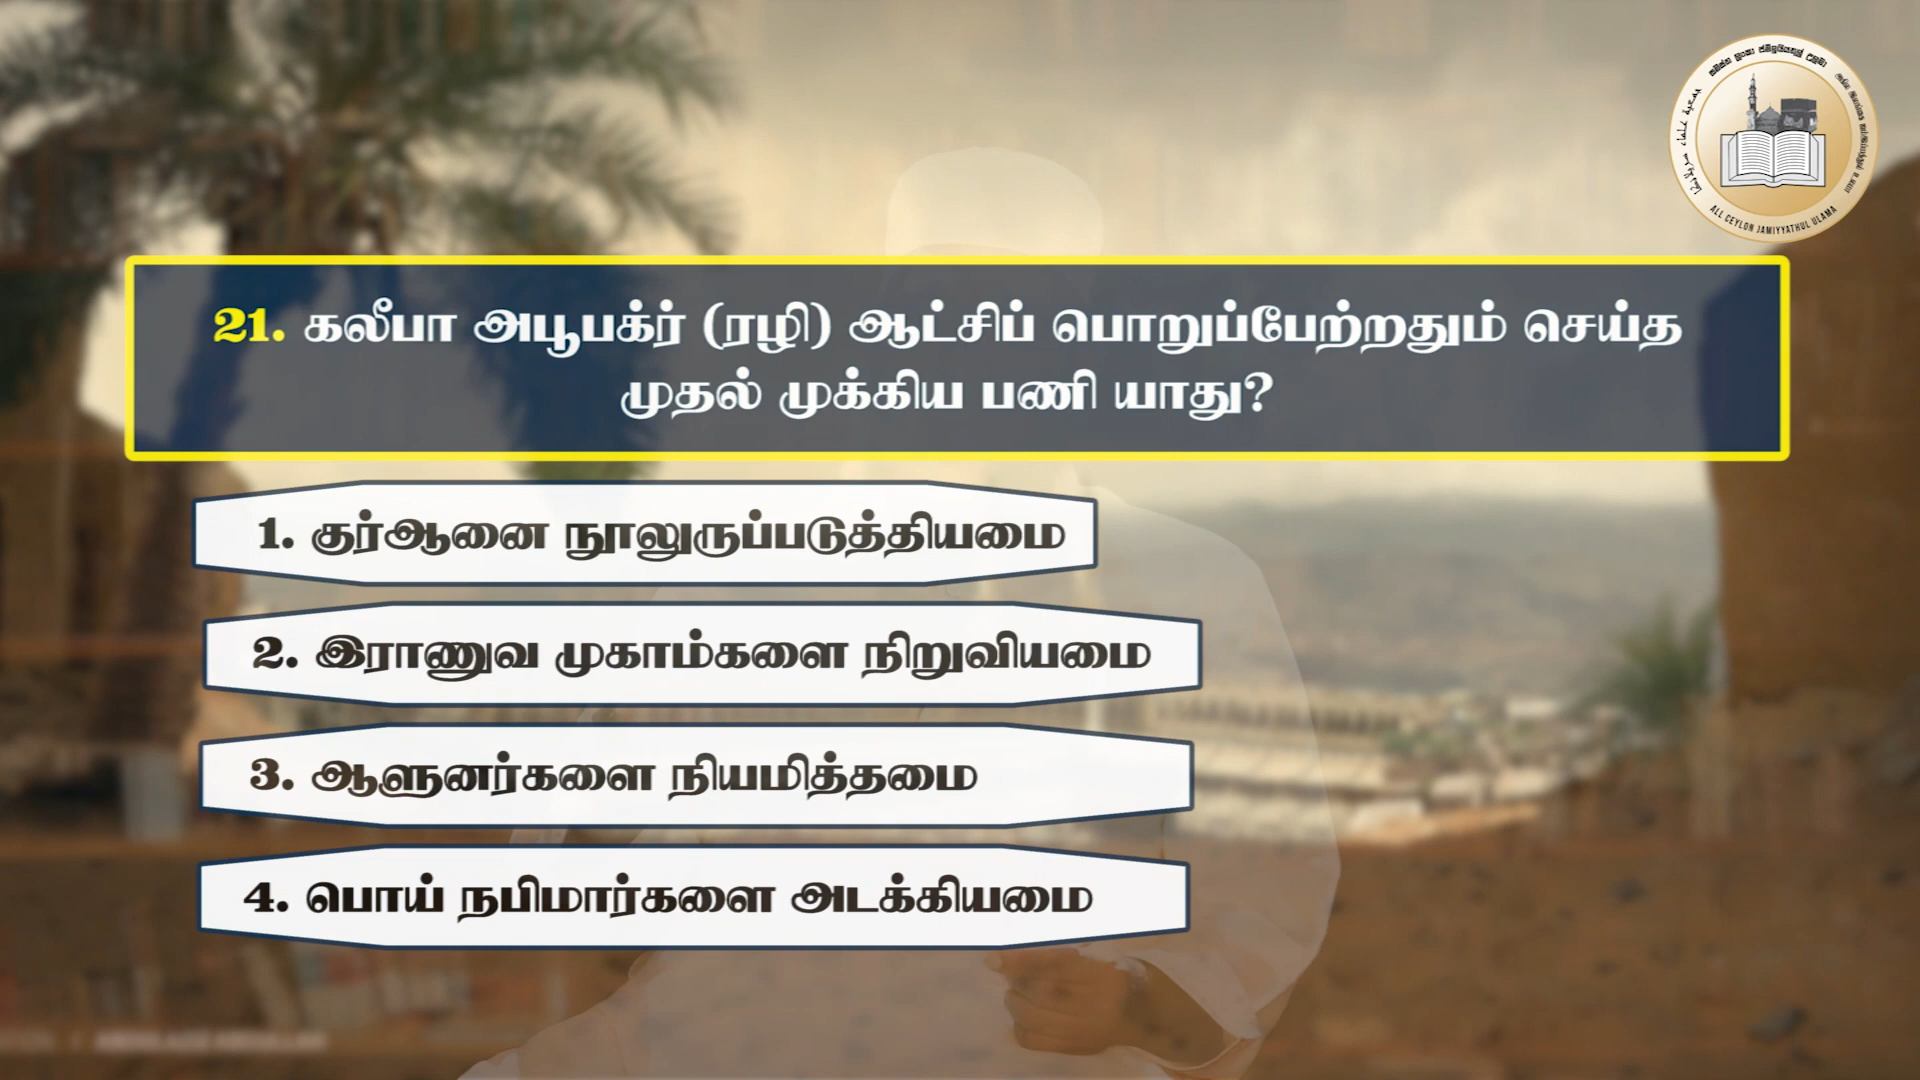 ALL CEYLON JAMIYYATHUL ULAMA
21. கலீபா அபூபக்ர் (ரழி) ஆட்சிப் பொறுப்பேற்றதும் செய்த
முதல் முக்கிய பணி யாது?
1. குர்ஆனை நூலுருப்படுத்தியமை
2. இராணுவ முகாம்களை நிறுவியமை
3. ஆளுனர்களை நியமித்தமை
4. பொய் நபிமார்களை அடக்கியமை